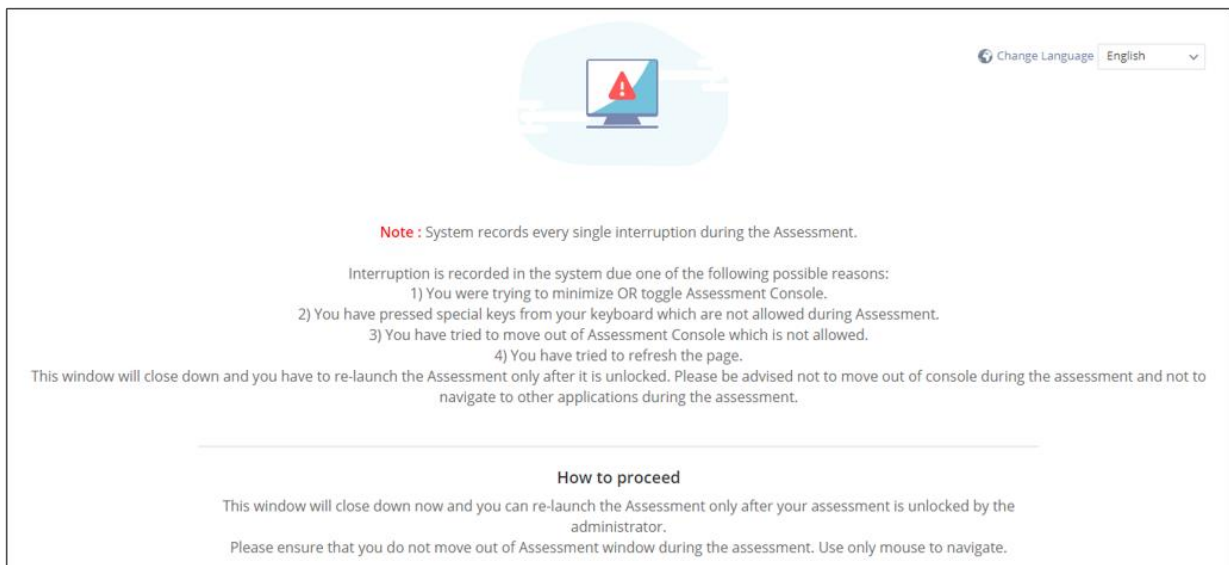 Change Language English
Note : System records every single interruption during the Assessment.
Interruption is recorded in the system due one of the following possible reasons:
1) You were trying to minimize OR toggle Assessment Console.
2) You have pressed special keys from your keyboard which are not allowed during Assessment.
3) You have tried to move out of Assessment Console which is not allowed.
4) You have tried to refresh the page.
This window will close down and you have to re-launch the Assessment only after it is unlocked. Please be advised not to move out of console during the assessment and not to
navigate to other applications during the assessment.
How to proceed
This window will close down now and you can re-launch the Assessment only after your assessment is unlocked by the
administrator.
Please ensure that you do not move out of Assessment window during the assessment. Use only mouse to navigate.